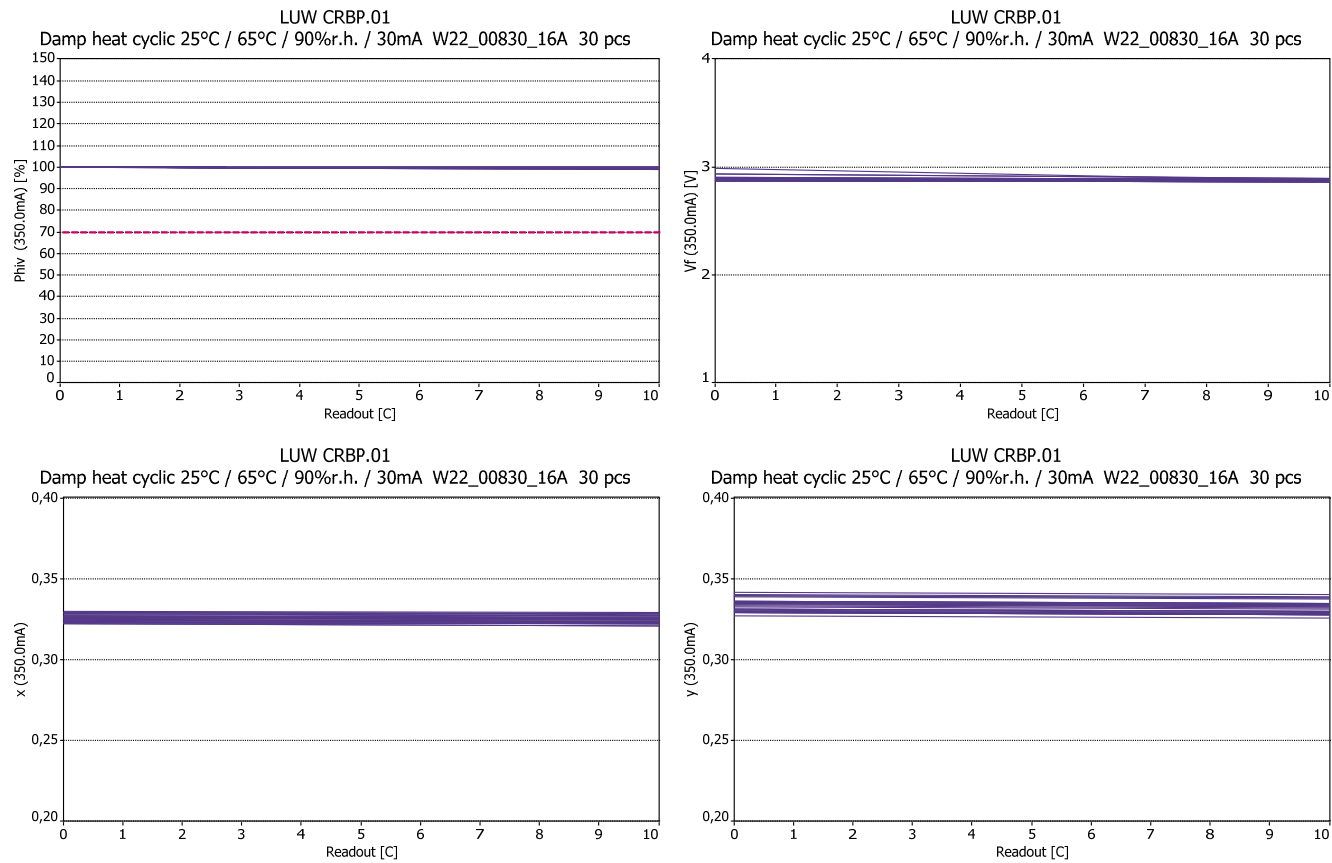 LUW CRBP.01
Damp heat cyclic 25°C / 65°C / 90%r.h. / 30mA  W22_00830_16A  30 pcs
150
140
130
120
110
100
90
80
70
60
50
40
30
20
10
0
Phiv (350.0mA) [%]
0 1 2 3 4 5 6 7 8 9 10
Readout [C]
LUW CRBP.01
Damp heat cyclic 25°C / 65°C / 90%r.h. / 30mA  W22_00830_16A  30 pcs
4
3
2
1
Vf (350.0mA) [V]
0 1 2 3 4 5 6 7 8 9 10
Readout [C]
LUW CRBP.01
Damp heat cyclic 25°C / 65°C / 90%r.h. / 30mA  W22_00830_16A  30 pcs
0,40
0,35
0,30
0,25
0,20
x (350.0mA)
0 1 2 3 4 5 6 7 8 9 10
Readout [C]
LUW CRBP.01
Damp heat cyclic 25°C / 65°C / 90%r.h. / 30mA  W22_00830_16A  30 pcs
0,40
0,35
0,30
0,25
0,20
y (350.0mA)
0 1 2 3 4 5 6 7 8 9 10
Readout [C]